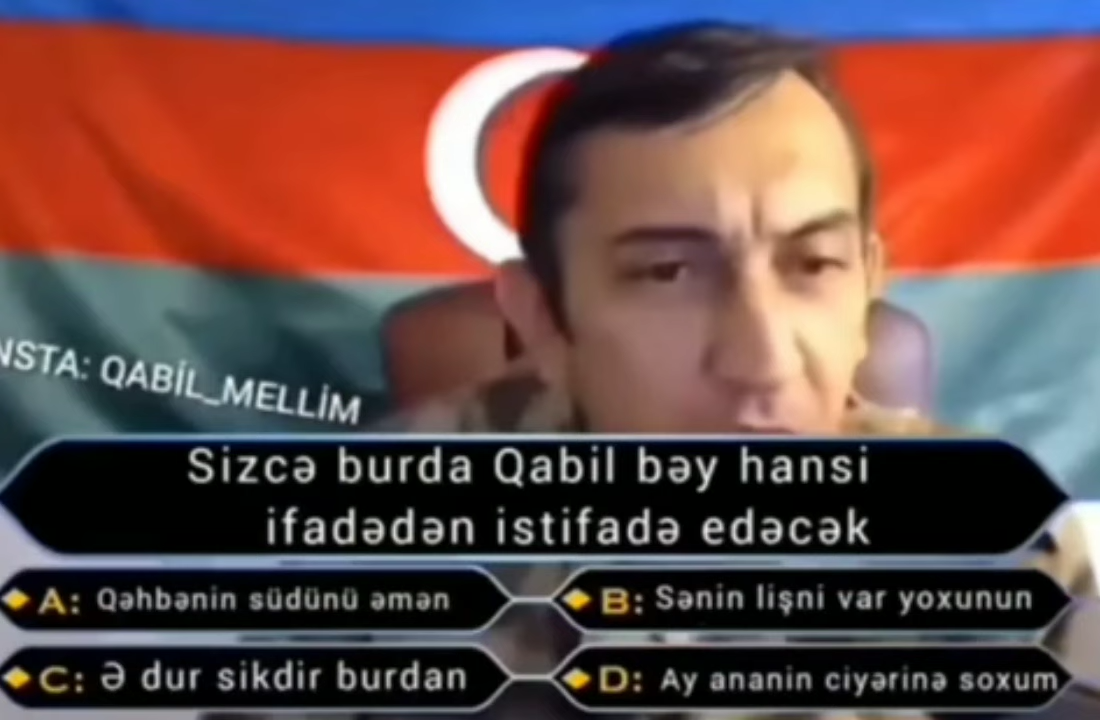 NSTA: QABİL_MELLİM
Sizcə burda Qabil bəy hansi
ifadədən istifadə edəcək
A: Qəhbənin südünü əmən
B: Sənin lişni var yoxunun
C: Ə dur sikdir burdan
D: Ay ananin ciyərinə soxum